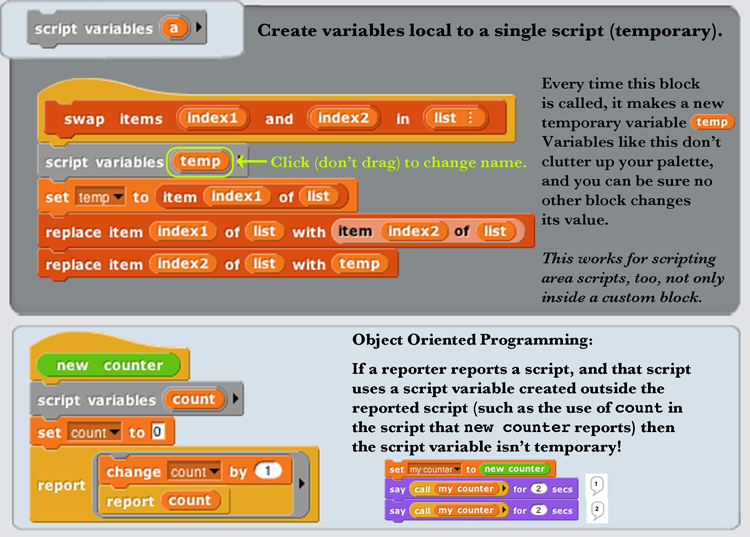 script variables a
Create variables local to a single script (temporary).
swap items index1 and index2 in list
script variables temp
Click (don't drag) to change name.
set temp to item index1 of list
replace item index1 of list with item index2 of list
replace item index2 of list with temp
Every time this block
is called, it makes a new
temporary variable temp
Variables like this don't
clutter up your palette,
and you can be sure no
other block changes
its value.
This works for scripting
area scripts, too, not only
inside a custom block.
new counter
script variables count
set count to 0
report
change count by 1
report count
Object Oriented Programming:
If a reporter reports a script, and that script
uses a script variable created outside the
reported script (such as the use of count in
the script that new counter reports) then
the script variable isn't temporary!
set my counter to new counter
say call my counter for 2 secs
1
say call my counter for 2 secs
2